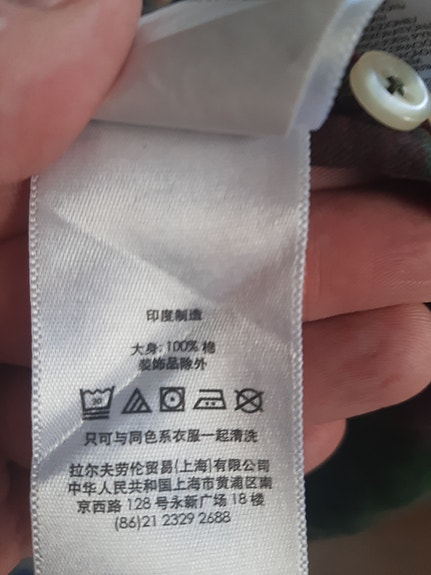 印度制造
大身: 100% 棉
装饰品除外
30
只可与同色系衣服一起清洗
拉尔夫劳伦贸易(上海)有限公司
中华人民共和国上海市黄浦区南
京西路 128 号永新广场 18 楼
(86)21 2329 2688